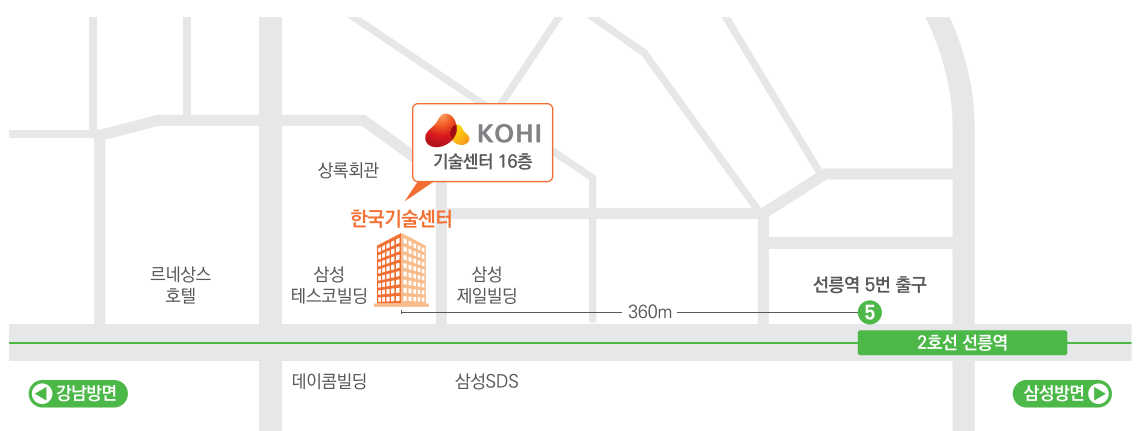 KOHI
기술센터 16층
상록회관
한국기술센터
르네상스
호텔
삼성
테스코빌딩
삼성
제일빌딩
선릉역 5번 출구
360m
5
2호선 선릉역
데이콤빌딩
삼성SDS
강남방면
삼성방면